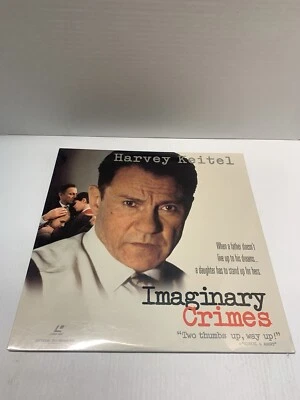 Harvey Keitel
When a father doesn't
live up to his dreams...
a daughter has to stand up for hers.
Imaginary
Crimes
"Two thumbs up, way up!"